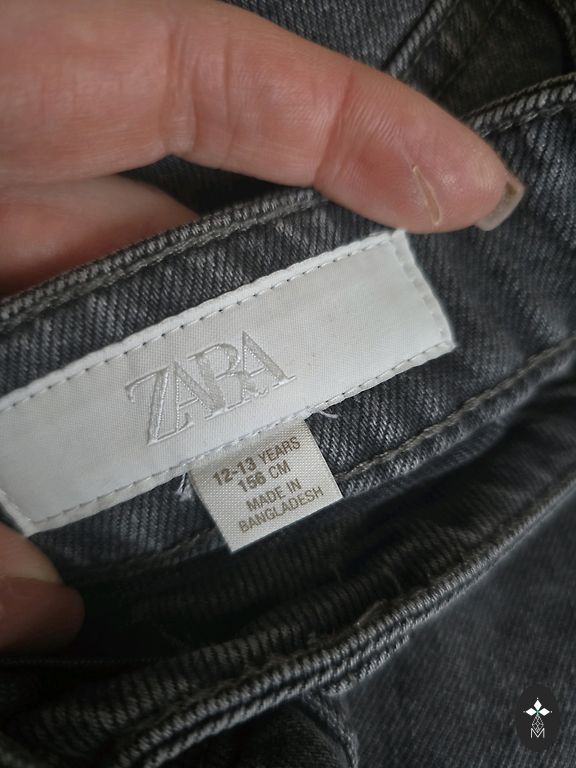 ZARA
12-13 YEARS
156 CM
MADE IN
BANGLADESH
M